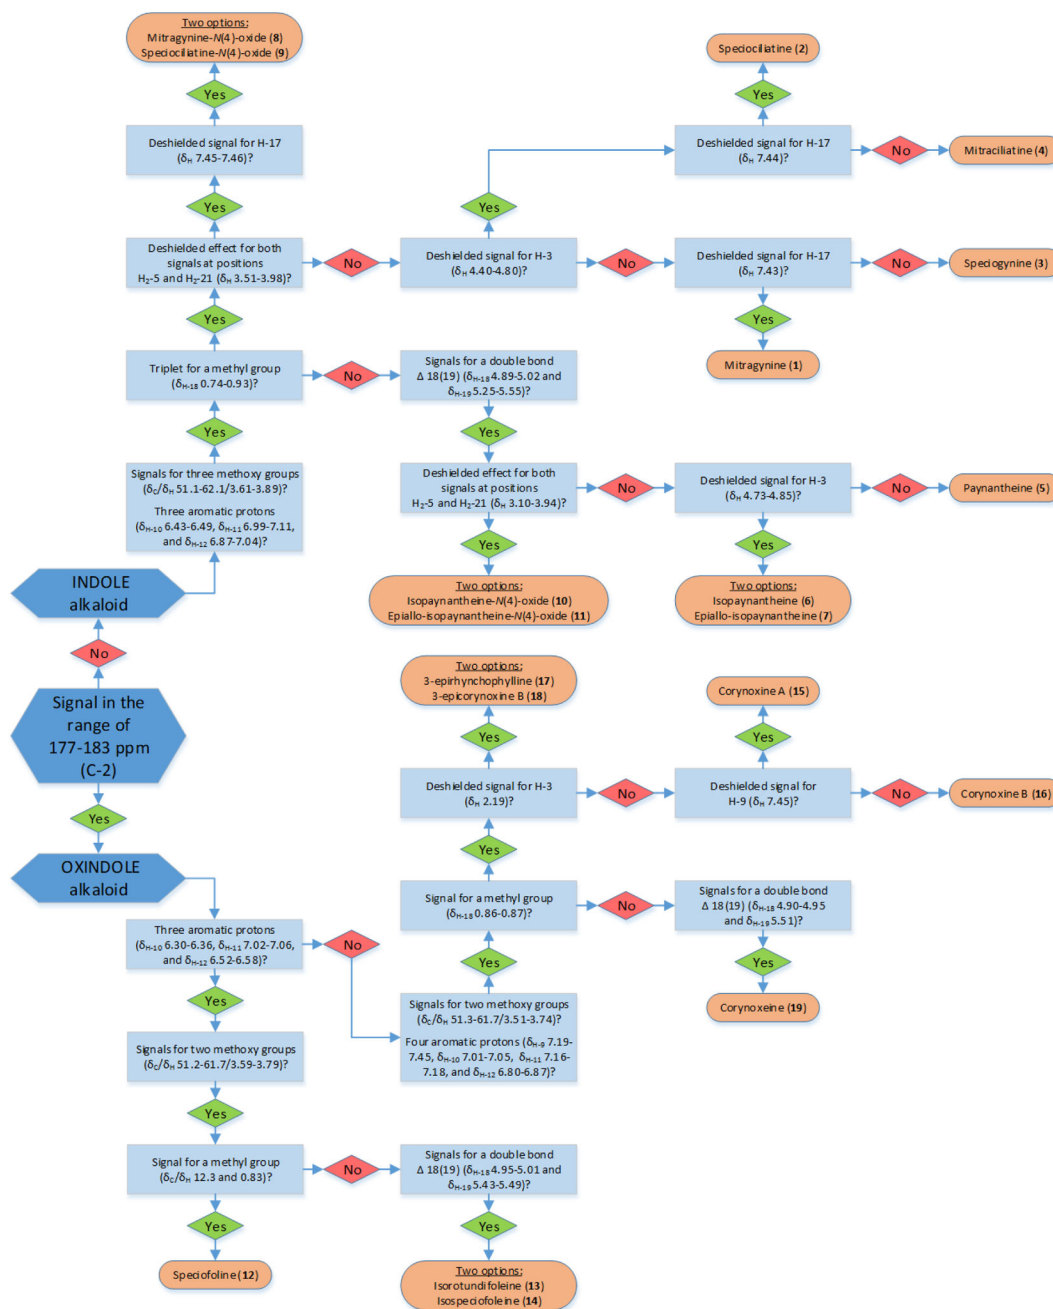 Two options:
Mitragynine-N(4)-oxide (8)
Speciociliatine-N(4)-oxide (9)
Speciociliatine (2)
Yes
Yes
Deshielded signal for H-17
(δH 7.45-7.46)?
Deshielded signal for H-17
(δH 7.44)?
No
Mitraciliatine (4)
Yes
Yes
Deshielded effect for both
signals at positions
H2-5 and H2-21 (δH 3.51-3.98)?
No
Deshielded signal for H-3
(δH 4.40-4.80)?
No
Deshielded signal for H-17
(δH 7.43)?
No
Speciogynine (3)
Yes
Yes
Triplet for a methyl group
(δH-18 0.74-0.93)?
No
Signals for a double bond
Δ 18(19) (δH-18 4.89-5.02 and
δH-19 5.25-5.55)?
Mitragynine (1)
Yes
Yes
Signals for three methoxy groups
(δC/δH 51.1-62.1/3.61-3.89)?
Three aromatic protons
(δH-10 6.43-6.49, δH-11 6.99-7.11,
and δH-12 6.87-7.04)?
Deshielded effect for both
signals at positions
H2-5 and H2-21 (δH 3.10-3.94)?
No
Deshielded signal for H-3
(δH 4.73-4.85)?
No
Paynantheine (5)
Yes
Yes
INDOLE
alkaloid
Two options:
Isopaynantheine-N(4)-oxide (10)
Epiallo-isopaynantheine-N(4)-oxide (11)
Two options:
Isopaynantheine (6)
Epiallo-isopaynantheine (7)
No
Signal in the
range of
177-183 ppm
(C-2)
Two options:
3-epirhynchophylline (17)
3-epicorynoxine B (18)
Corynoxine A (15)
Yes
Yes
Deshielded signal for H-3
(δH 2.19)?
No
Deshielded signal for
H-9 (δH 7.45)?
No
Corynoxine B (16)
Yes
Yes
OXINDOLE
alkaloid
Signal for a methyl group
(δH-18 0.86-0.87)?
No
Signals for a double bond
Δ 18(19) (δH-18 4.90-4.95
and δH-19 5.51)?
Three aromatic protons
(δH-10 6.30-6.36, δH-11 7.02-7.06,
and δH-12 6.52-6.58)?
No
Yes
Yes
Yes
Signals for two methoxy groups
(δC/δH 51.3-61.7/3.51-3.74)?
Four aromatic protons (δH-9 7.19-
7.45, δH-10 7.01-7.05, δH-11 7.16-
7.18, and δH-12 6.80-6.87)?
Corynoxeine (19)
Signals for two methoxy groups
(δC/δH 51.2-61.7/3.59-3.79)?
Yes
Signal for a methyl group
(δC/δH 12.3 and 0.83)?
No
Signals for a double bond
Δ 18(19) (δH-18 4.95-5.01 and
δH-19 5.43-5.49)?
Yes
Yes
Speciofoline (12)
Two options:
Isorotundifoleine (13)
Isospeciofoleine (14)